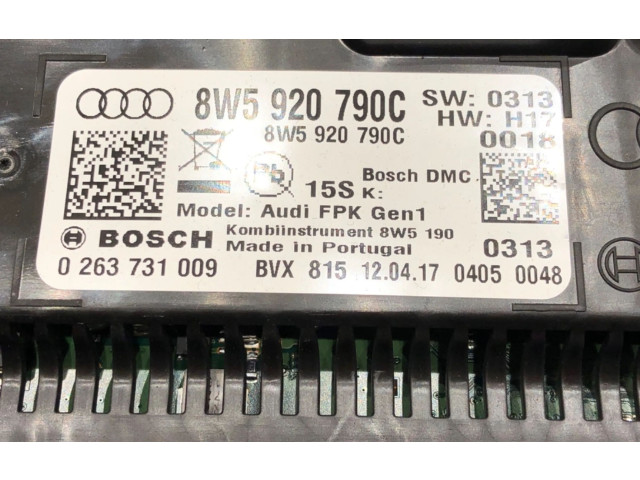 8W5 920 790C SW: 0313
8W5 920 790C HW: H17
0018
Bosch DMC
Pb 15S K:
Model: Audi FPK Gen1
Kombiinstrument 8W5 190
BOSCH Made in Portugal 0313
0 263 731 009 BVX 815 12.04.17 0405 0048